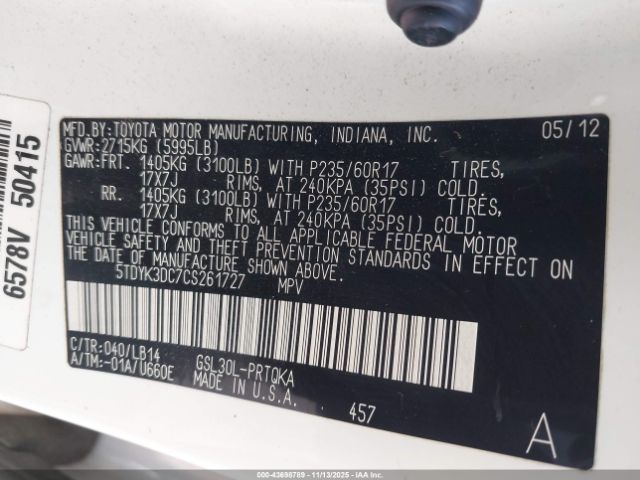 MFD.BY:TOYOTA MOTOR MANUFACTURING, INDIANA, INC. 05/12
GVWR:2715KG (5995LB)
GAWR:FRT. 1405KG (3100LB) WITH P235/60R17 TIRES,
17X7J RIMS, AT 240KPA (35PSI) COLD.
RR. 1405KG (3100LB) WITH P235/60R17 TIRES,
17X7J RIMS, AT 240KPA (35PSI) COLD.
THIS VEHICLE CONFORMS TO ALL APPLICABLE FEDERAL MOTOR
VEHICLE SAFETY AND THEFT PREVENTION STANDARDS IN EFFECT ON
THE DATE OF MANUFACTURE SHOWN ABOVE.
5TDYK3DC7CS261727 MPV
C/TR:040/LB14 GSL30L-PRTQKA
A/TM:-01A/U660E MADE IN U.S.A.
457
A
6578V 50415
000-43698789 - 11/13/2025 - © IAA Inc. (IAA)